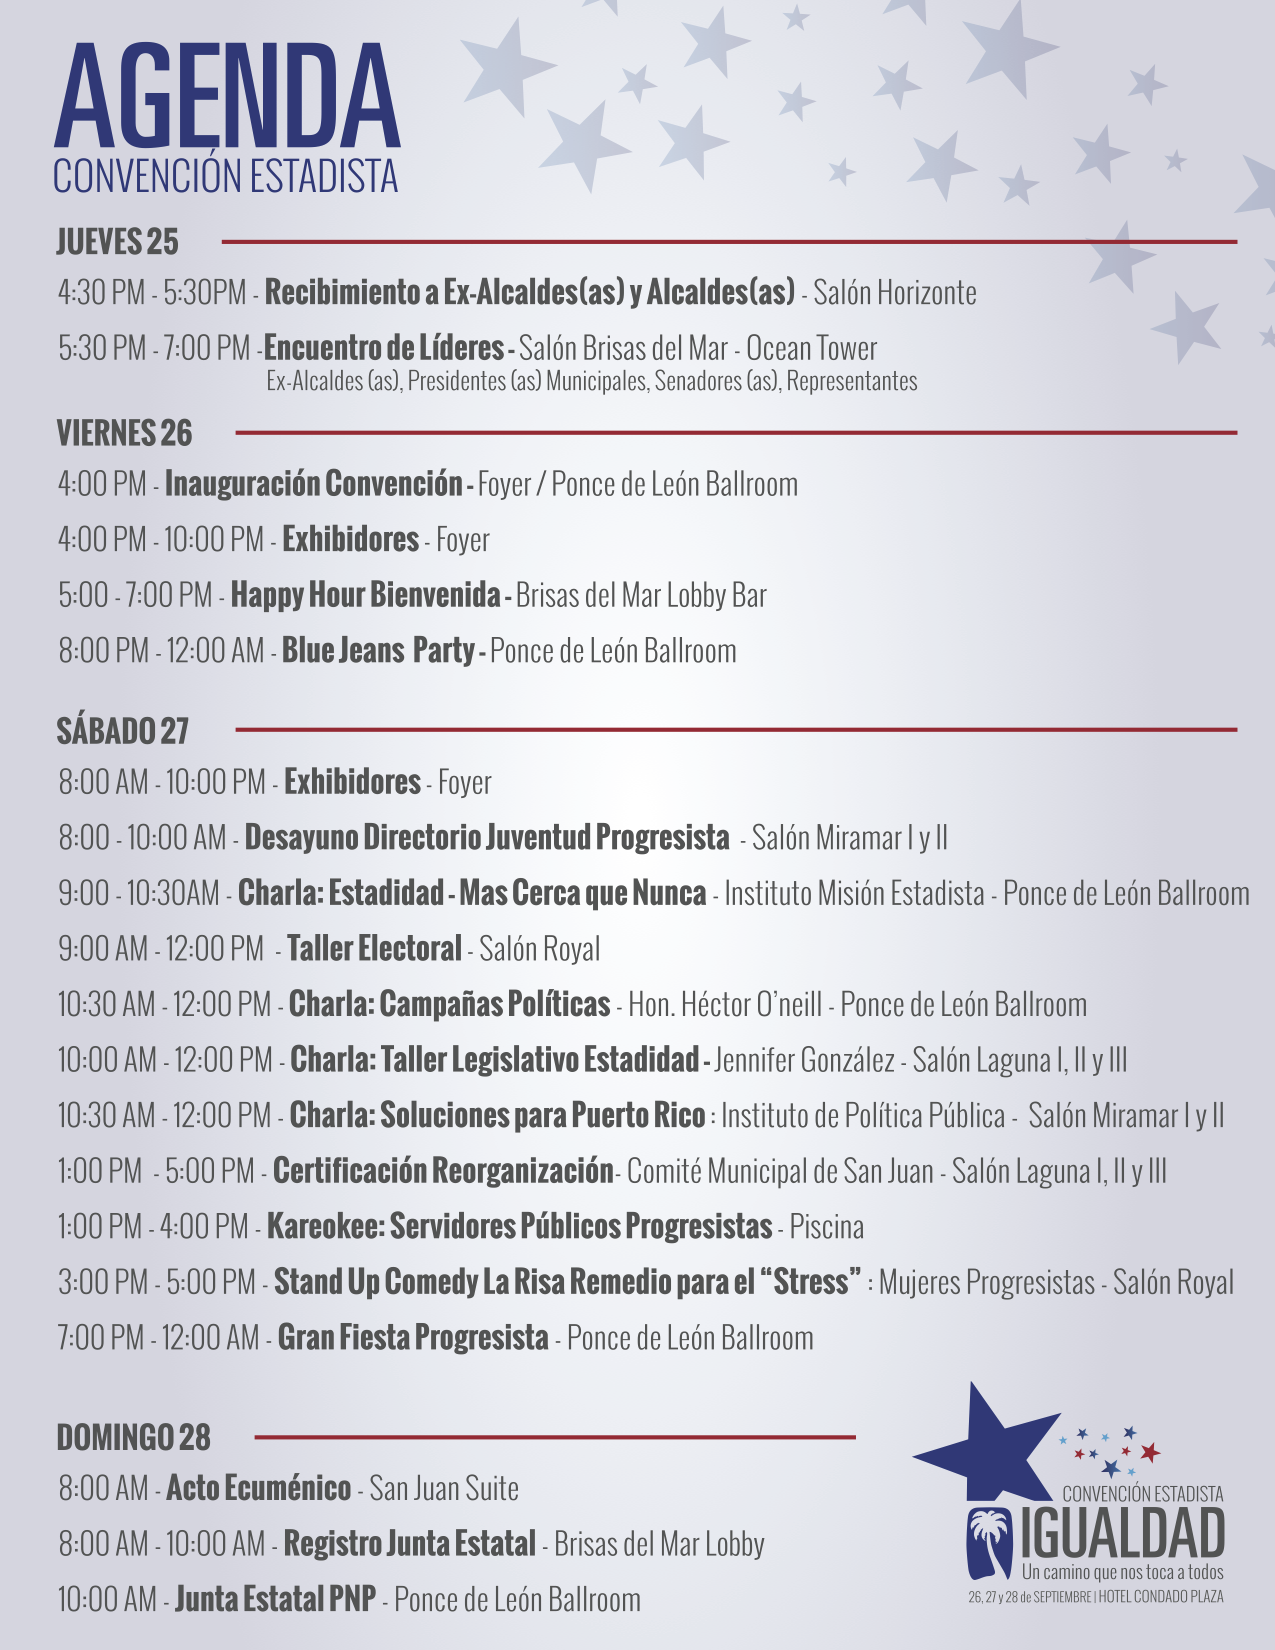 AGENDA
CONVENCIÓN ESTADISTA
JUEVES 25
4:30 PM - 5:30PM - Recibimiento a Ex-Alcaldes(as) y Alcaldes(as) - Salón Horizonte
5:30 PM - 7:00 PM -Encuentro de Líderes - Salón Brisas del Mar - Ocean Tower
Ex-Alcaldes (as), Presidentes (as) Municipales, Senadores (as), Representantes
VIERNES 26
4:00 PM - Inauguración Convención - Foyer / Ponce de León Ballroom
4:00 PM - 10:00 PM - Exhibidores - Foyer
5:00 - 7:00 PM - Happy Hour Bienvenida - Brisas del Mar Lobby Bar
8:00 PM - 12:00 AM - Blue Jeans Party - Ponce de León Ballroom
SÁBADO 27
8:00 AM - 10:00 PM - Exhibidores - Foyer
8:00 - 10:00 AM - Desayuno Directorio Juventud Progresista - Salón Miramar I y II
9:00 - 10:30AM - Charla: Estadidad - Mas Cerca que Nunca - Instituto Misión Estadista - Ponce de León Ballroom
9:00 AM - 12:00 PM - Taller Electoral - Salón Royal
10:30 AM - 12:00 PM - Charla: Campañas Políticas - Hon. Héctor O’neill - Ponce de León Ballroom
10:00 AM - 12:00 PM - Charla: Taller Legislativo Estadidad - Jennifer González - Salón Laguna I, II y III
10:30 AM - 12:00 PM - Charla: Soluciones para Puerto Rico : Instituto de Política Pública - Salón Miramar I y II
1:00 PM - 5:00 PM - Certificación Reorganización- Comité Municipal de San Juan - Salón Laguna I, II y III
1:00 PM - 4:00 PM - Kareokee: Servidores Públicos Progresistas - Piscina
3:00 PM - 5:00 PM - Stand Up Comedy La Risa Remedio para el “Stress” : Mujeres Progresistas - Salón Royal
7:00 PM - 12:00 AM - Gran Fiesta Progresista - Ponce de León Ballroom
DOMINGO 28
8:00 AM - Acto Ecuménico - San Juan Suite
8:00 AM - 10:00 AM - Registro Junta Estatal - Brisas del Mar Lobby
10:00 AM - Junta Estatal PNP - Ponce de León Ballroom
CONVENCIÓN ESTADISTA
IGUALDAD
Un camino que nos toca a todos
26, 27 y 28 de SEPTIEMBRE | HOTEL CONDADO PLAZA